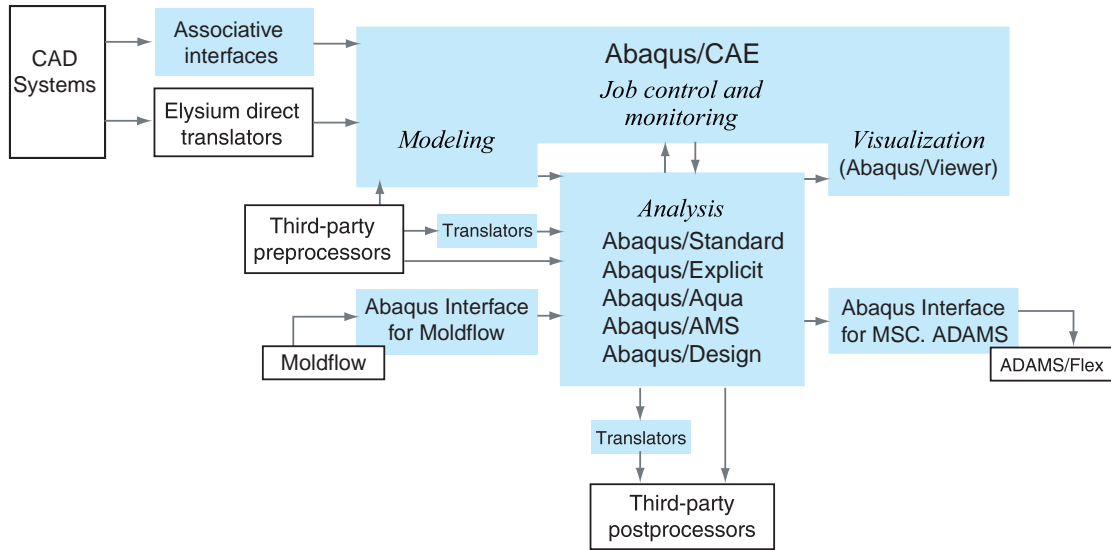 CAD
Systems
Associative
interfaces
Elysium direct
translators
Abaqus/CAE
Job control and
monitoring
Modeling
Visualization
(Abaqus/Viewer)
Third-party
preprocessors
Translators
Analysis
Abaqus/Standard
Abaqus/Explicit
Abaqus/Aqua
Abaqus/AMS
Abaqus/Design
Abaqus Interface
for Moldflow
Moldflow
Abaqus Interface
for MSC. ADAMS
ADAMS/Flex
Translators
Third-party
postprocessors